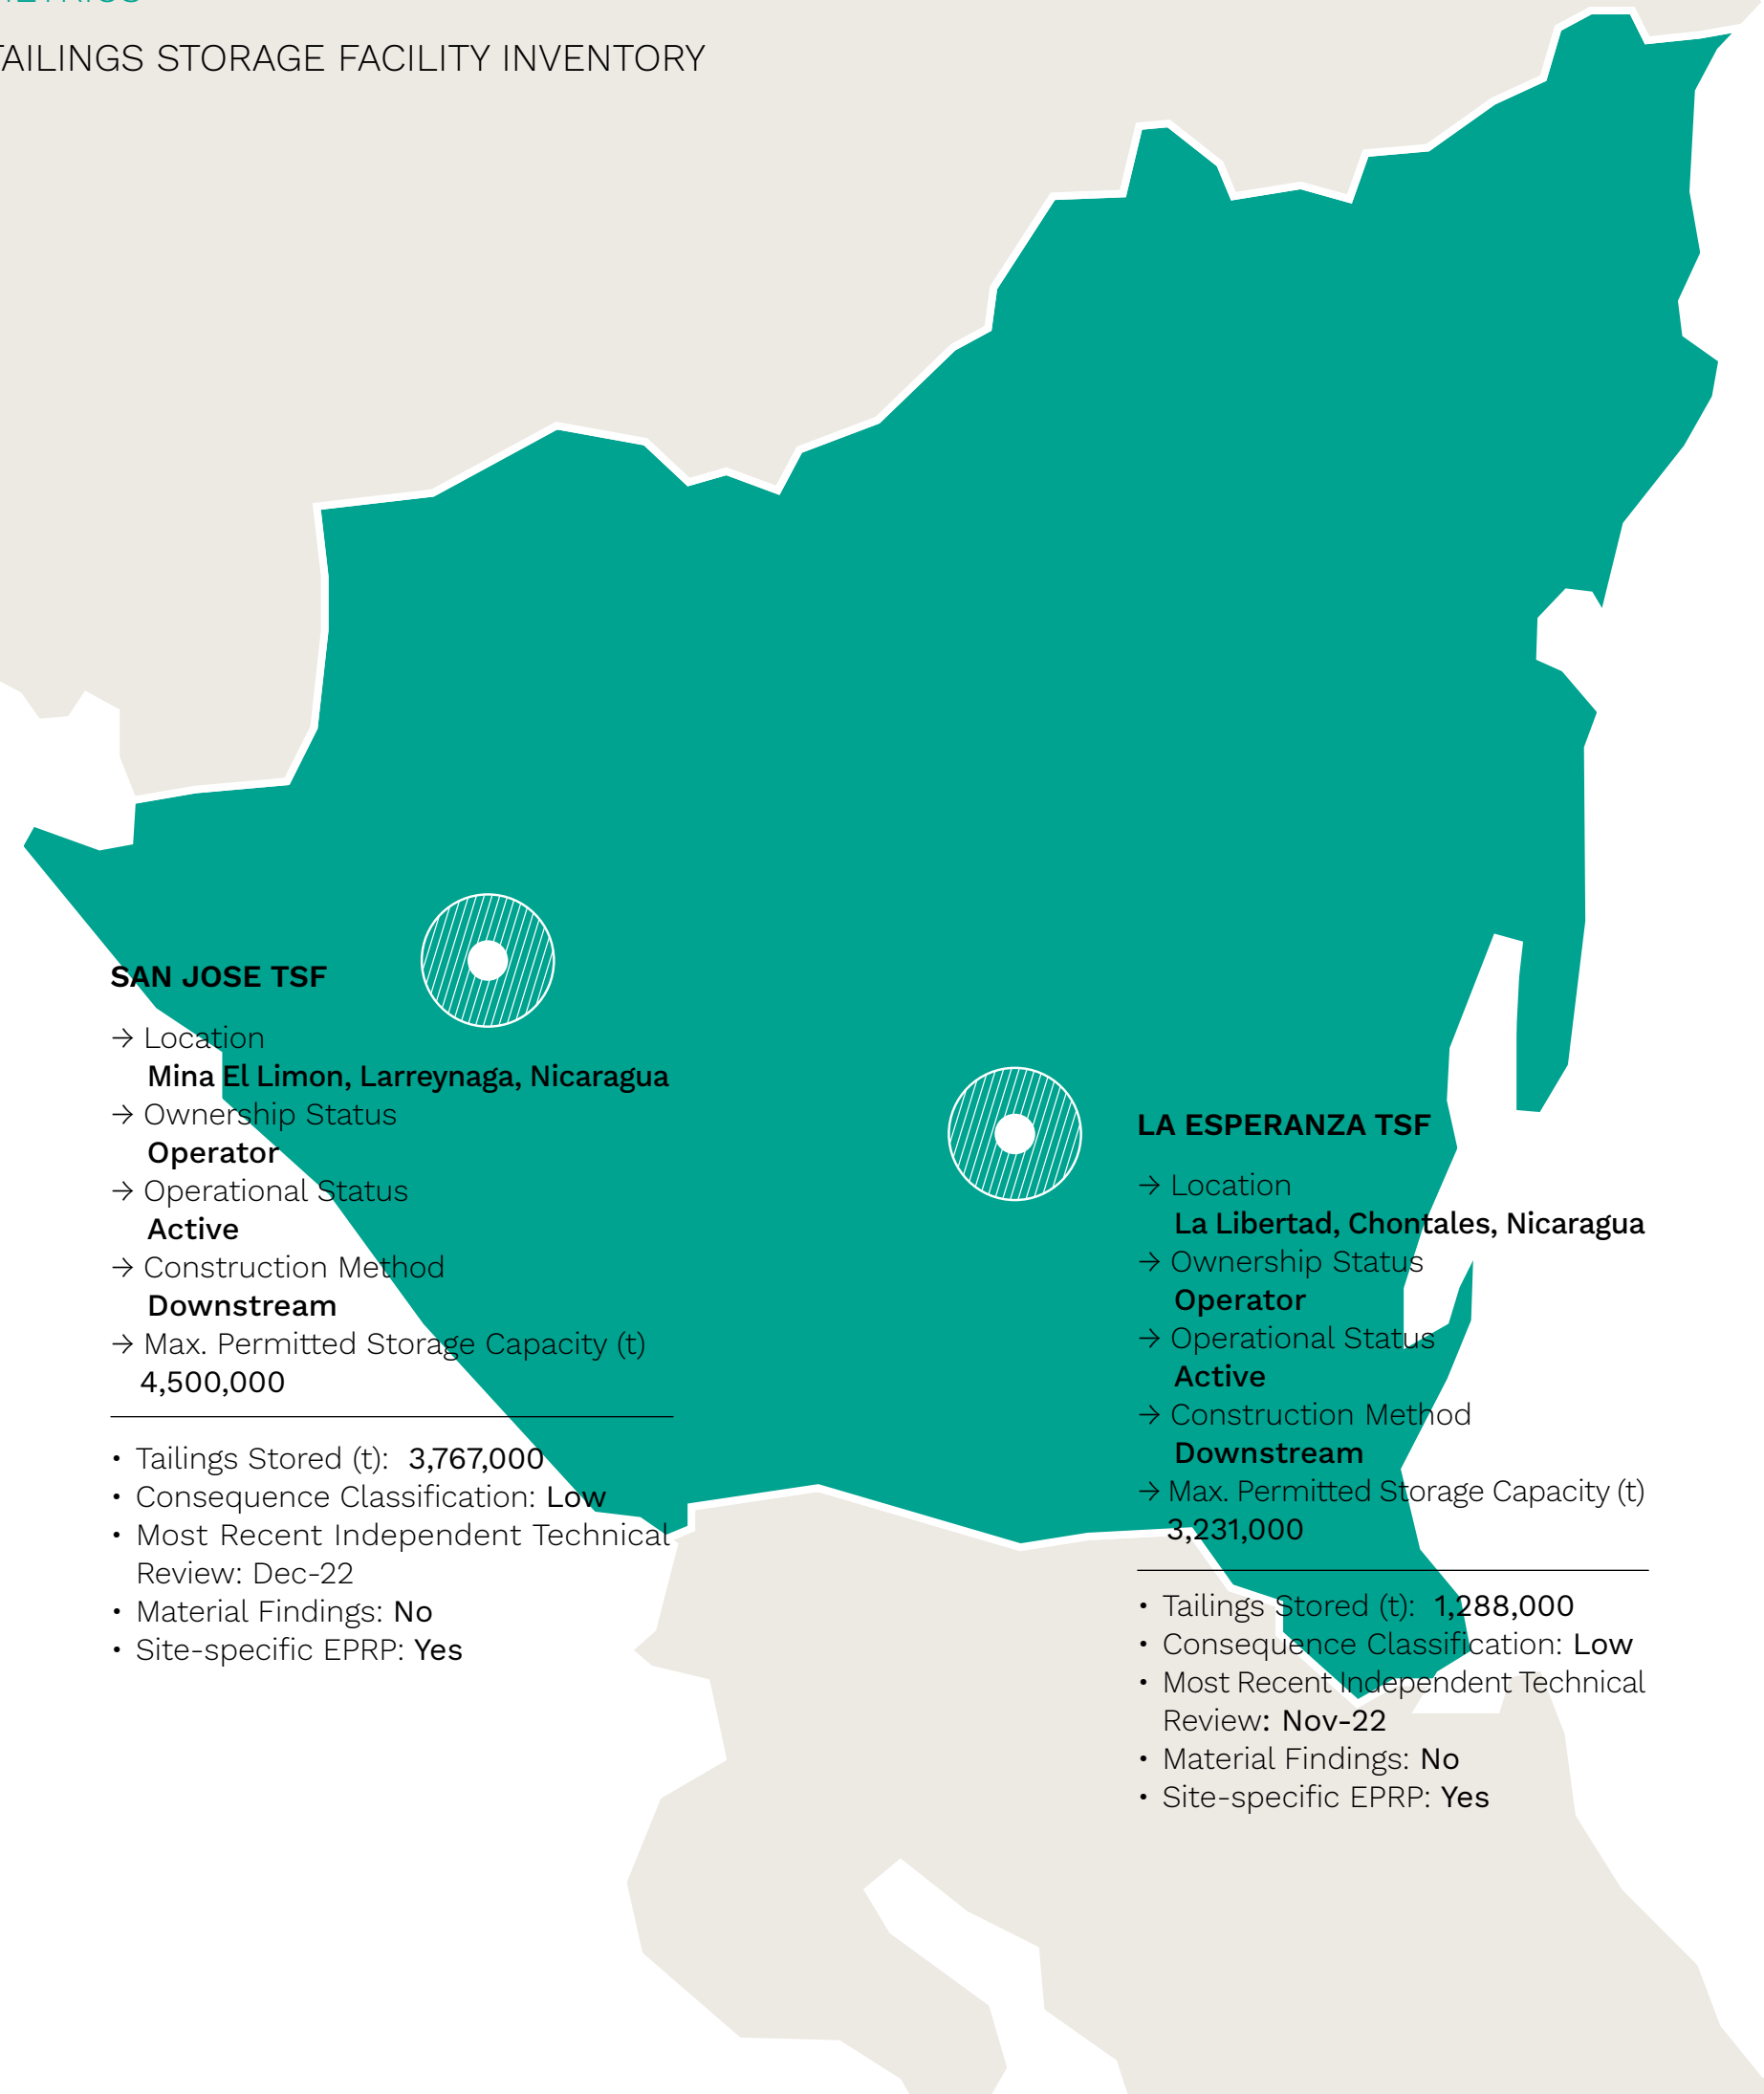 TAILINGS STORAGE FACILITY INVENTORY
SAN JOSE TSF
→ Location
Mina El Limon, Larreynaga, Nicaragua
→ Ownership Status
Operator
→ Operational Status
Active
→ Construction Method
Downstream
→ Max. Permitted Storage Capacity (t)
4,500,000
• Tailings Stored (t): 3,767,000
• Consequence Classification: Low
• Most Recent Independent Technical
Review: Dec-22
• Material Findings: No
• Site-specific EPRP: Yes
LA ESPERANZA TSF
→ Location
La Libertad, Chontales, Nicaragua
→ Ownership Status
Operator
→ Operational Status
Active
→ Construction Method
Downstream
→ Max. Permitted Storage Capacity (t)
3,231,000
• Tailings Stored (t): 1,288,000
• Consequence Classification: Low
• Most Recent Independent Technical
Review: Nov-22
• Material Findings: No
• Site-specific EPRP: Yes